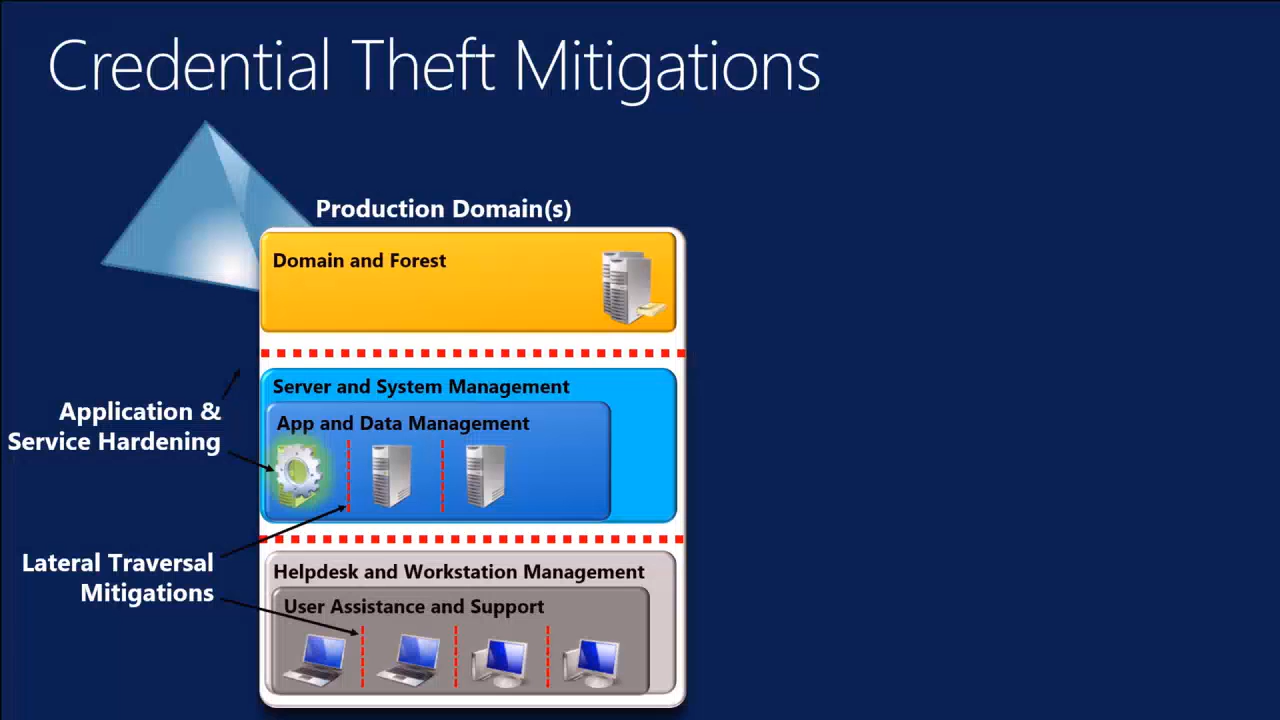 Credential Theft Mitigations
Production Domain(s)
Domain and Forest
Server and System Management
App and Data Management
Application &
Service Hardening
Lateral Traversal
Mitigations
Helpdesk and Workstation Management
User Assistance and Support